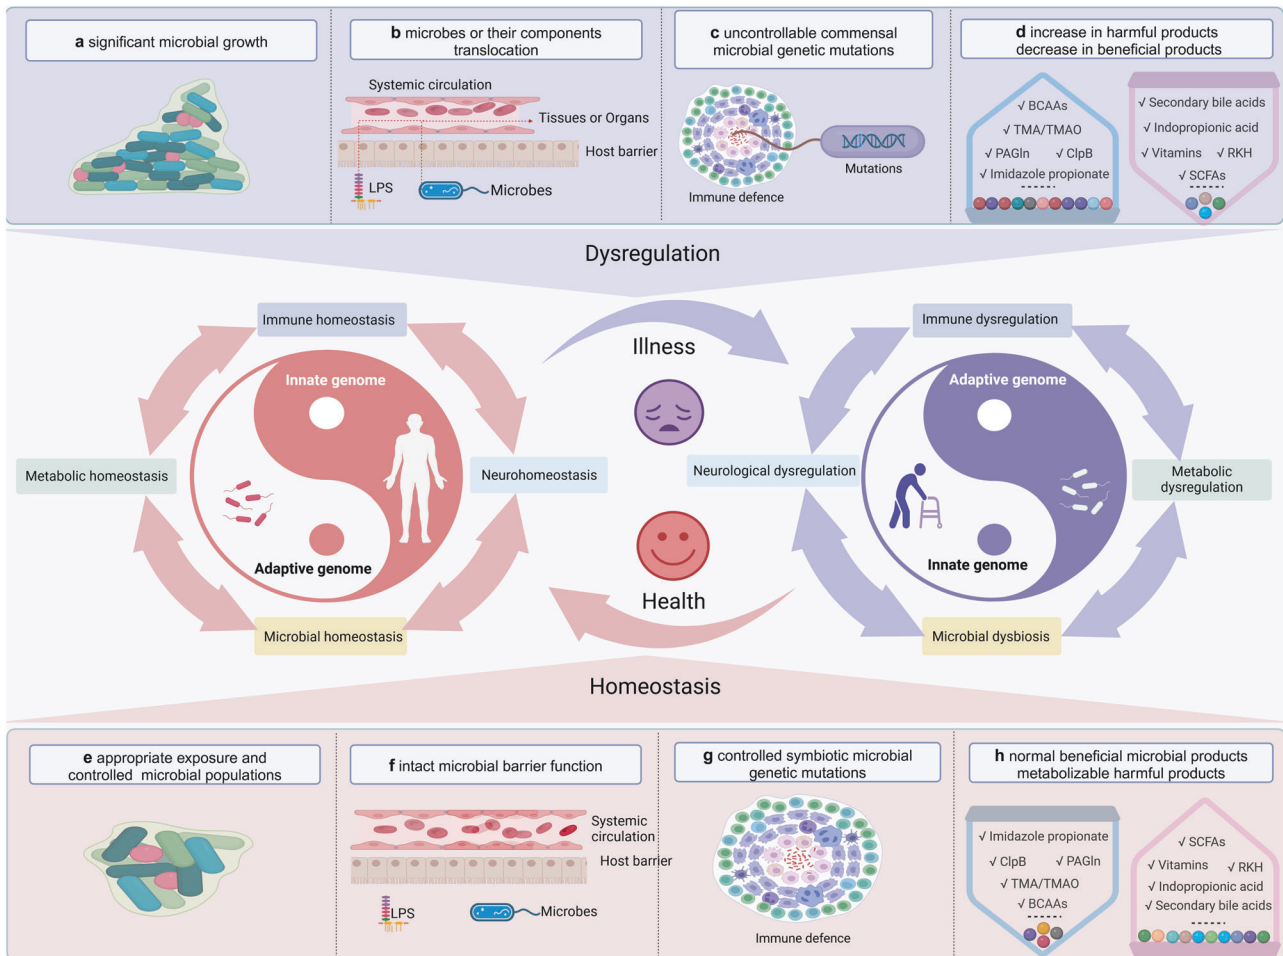 a significant microbial growth
b microbes or their components
translocation
Systemic circulation
Tissues or Organs
Host barrier
LPS
Microbes
c uncontrollable commensal
microbial genetic mutations
Mutations
Immune defence
d increase in harmful products
decrease in beneficial products
√ BCAAs
√ TMA/TMAO
√ PAGln √ ClpB
√ Imidazole propionate
√ Secondary bile acids
√ Indopropionic acid
√ Vitamins √ RKH
√ SCFAs
Dysregulation
Immune homeostasis
Innate genome
Metabolic homeostasis
Neurohomeostasis
Adaptive genome
Microbial homeostasis
Illness
Health
Immune dysregulation
Adaptive genome
Neurological dysregulation
Metabolic
dysregulation
Innate genome
Microbial dysbiosis
Homeostasis
e appropriate exposure and
controlled microbial populations
f intact microbial barrier function
Systemic
circulation
Host barrier
LPS
Microbes
g controlled symbiotic microbial
genetic mutations
Immune defence
h normal beneficial microbial products
metabolizable harmful products
√ Imidazole propionate
√ ClpB √ PAGln
√ TMA/TMAO
√ BCAAs
√ SCFAs
√ Vitamins √ RKH
√ Indopropionic acid
√ Secondary bile acids